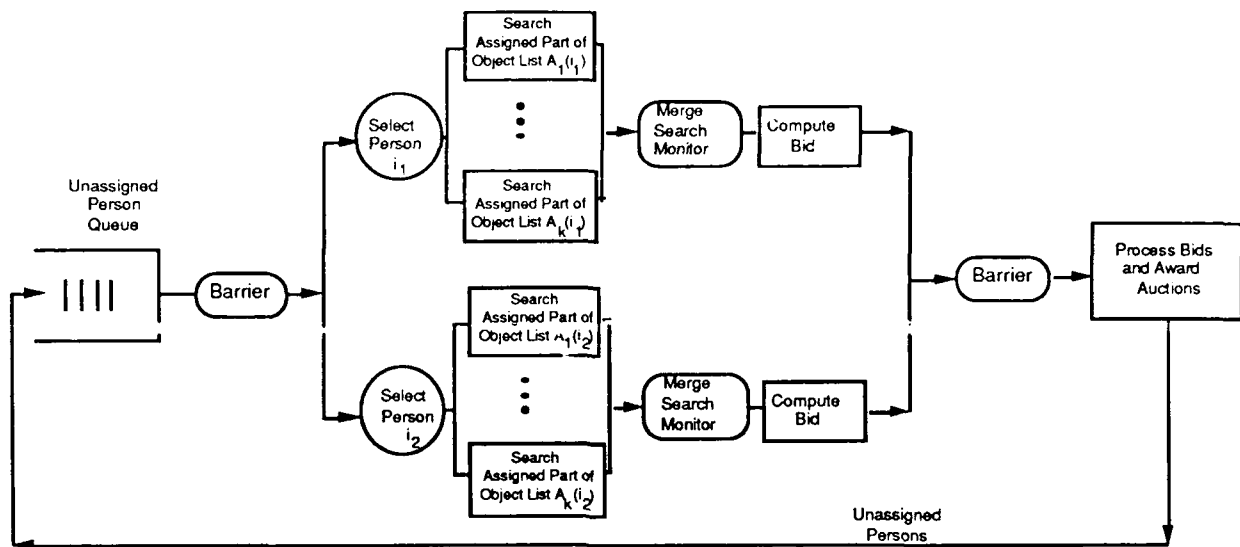 Search
Assigned Part of
Object List A₁(i₁)
Select
Person
i₁
Merge
Search
Monitor
Compute
Bid
Search
Assigned Part of
Object List Aₖ(i₁)
Unassigned
Person
Queue
Barrier
Barrier
Process Bids
and Award
Auctions
Search
Assigned Part of
Object List A₁(i₂)
Select
Person
i₂
Merge
Search
Monitor
Compute
Bid
Search
Assigned Part of
Object List Aₖ(i₂)
Unassigned
Persons